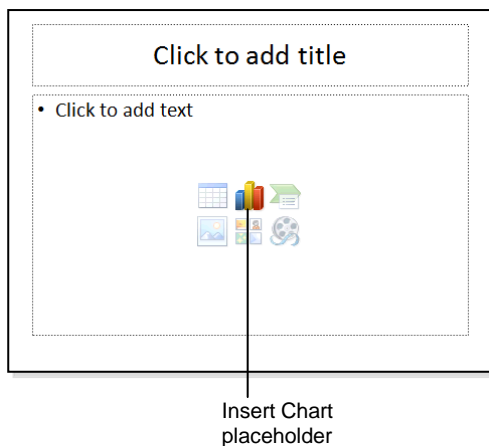 Click to add title
• Click to add text
Insert Chart
placeholder